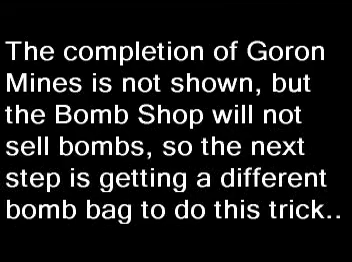 The completion of Goron
Mines is not shown, but
the Bomb Shop will not
sell bombs, so the next
step is getting a different
bomb bag to do this trick..